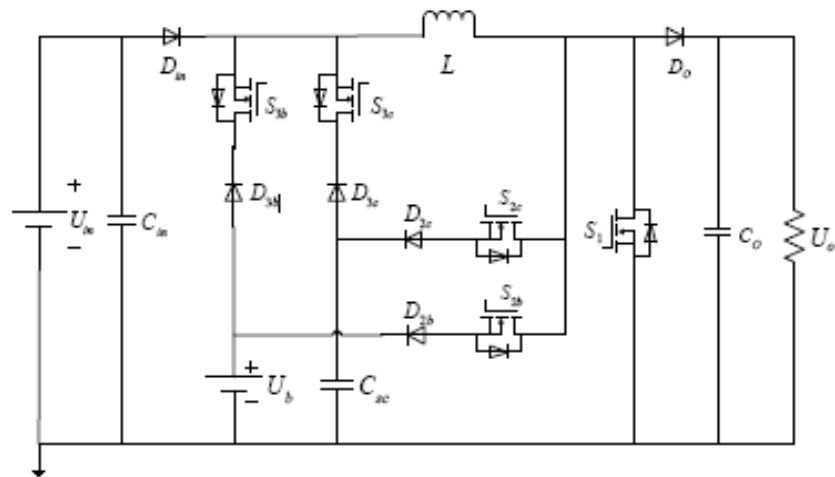 D_in
L
D_o
S_3b
S_3c
D_3b
D_3c
S_2c
D_2c
S_1
+
U_in
−
C_in
C_O
U_o
S_2b
D_2b
+
U_b
−
C_sc